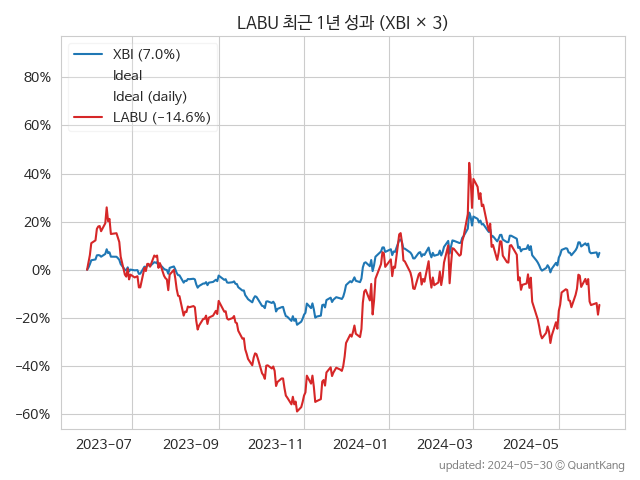 LABU 최근 1년 성과 (XBI × 3)
XBI (7.0%)
Ideal
Ideal (daily)
LABU (−14.6%)
80%
60%
40%
20%
0%
−20%
−40%
−60%
2023-07 2023-09 2023-11 2024-01 2024-03 2024-05
updated: 2024-05-30 © QuantKang